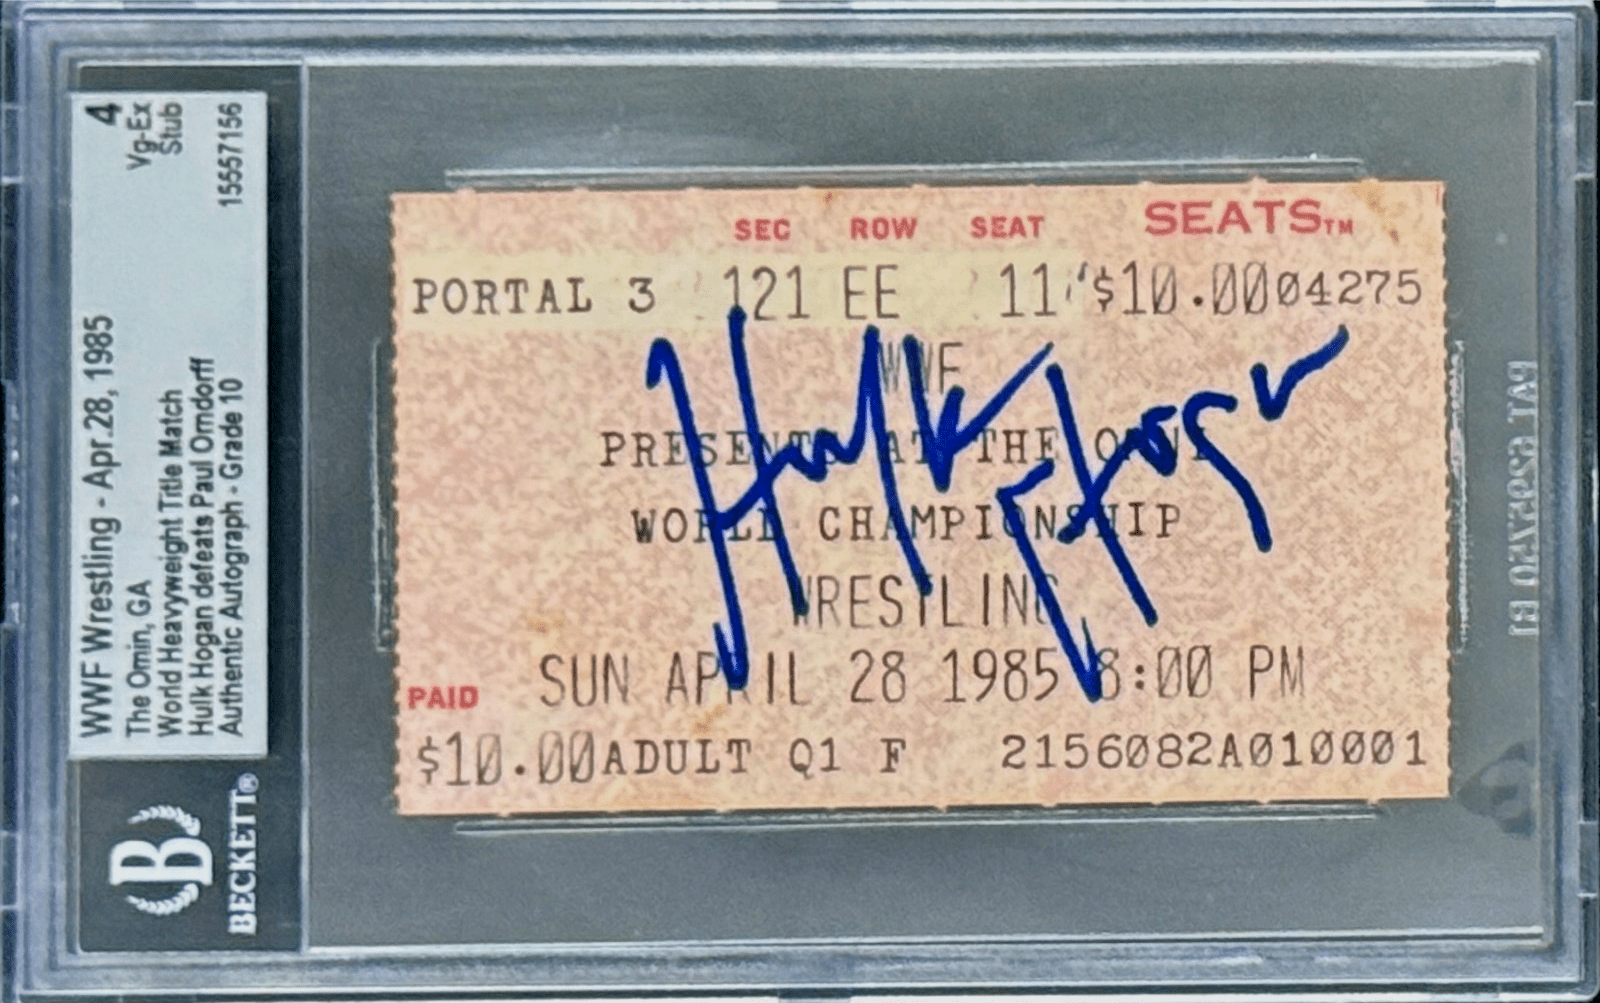 WWF Wrestling - Apr.28, 1985
4
The Omin, GA
Vg-Ex
World Heavyweight Title Match
Stub
Hulk Hogan defeats Paul Orndorff
Authentic Autograph - Grade 10
15557156
B
BECKETT®
SEC ROW SEAT SEATS™
PORTAL 3 121 EE 11 $10.00 04275
WWF
PRESENTS AT THE OMNI
WORLD CHAMPIONSHIP
WRESTLING
Hulk Hogan
PAID SUN APRIL 28 1985 8:00 PM
$10.00 ADULT Q1 F 2156082A010001